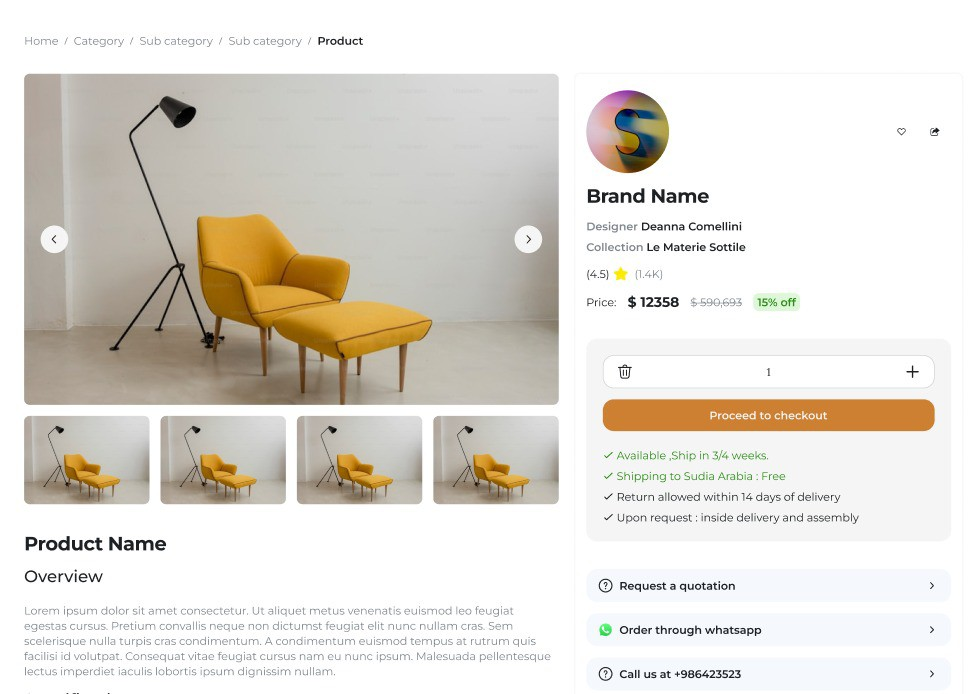 Home / Category / Sub category / Sub category / Product
S
Brand Name
Designer Deanna Comellini
Collection Le Materie Sottile
(4.5) (1.4K)
Price: $ 12358 $ 590,693 15% off
1
Proceed to checkout
Available ,Ship in 3/4 weeks.
Shipping to Sudia Arabia : Free
Return allowed within 14 days of delivery
Upon request : inside delivery and assembly
Request a quotation
Order through whatsapp
Call us at +986423523
Product Name
Overview
Lorem ipsum dolor sit amet consectetur. Ut aliquet metus venenatis euismod leo feugiat
egestas cursus. Pretium convallis neque non dictumst feugiat elit nunc nullam cras. Sem
scelerisque nulla turpis cras condimentum. A condimentum euismod tempus at rutrum quis
facilisi id volutpat. Consequat vitae feugiat cursus nam eu nunc ipsum. Malesuada pellentesque
lectus imperdiet iaculis lobortis ipsum dignissim nullam.